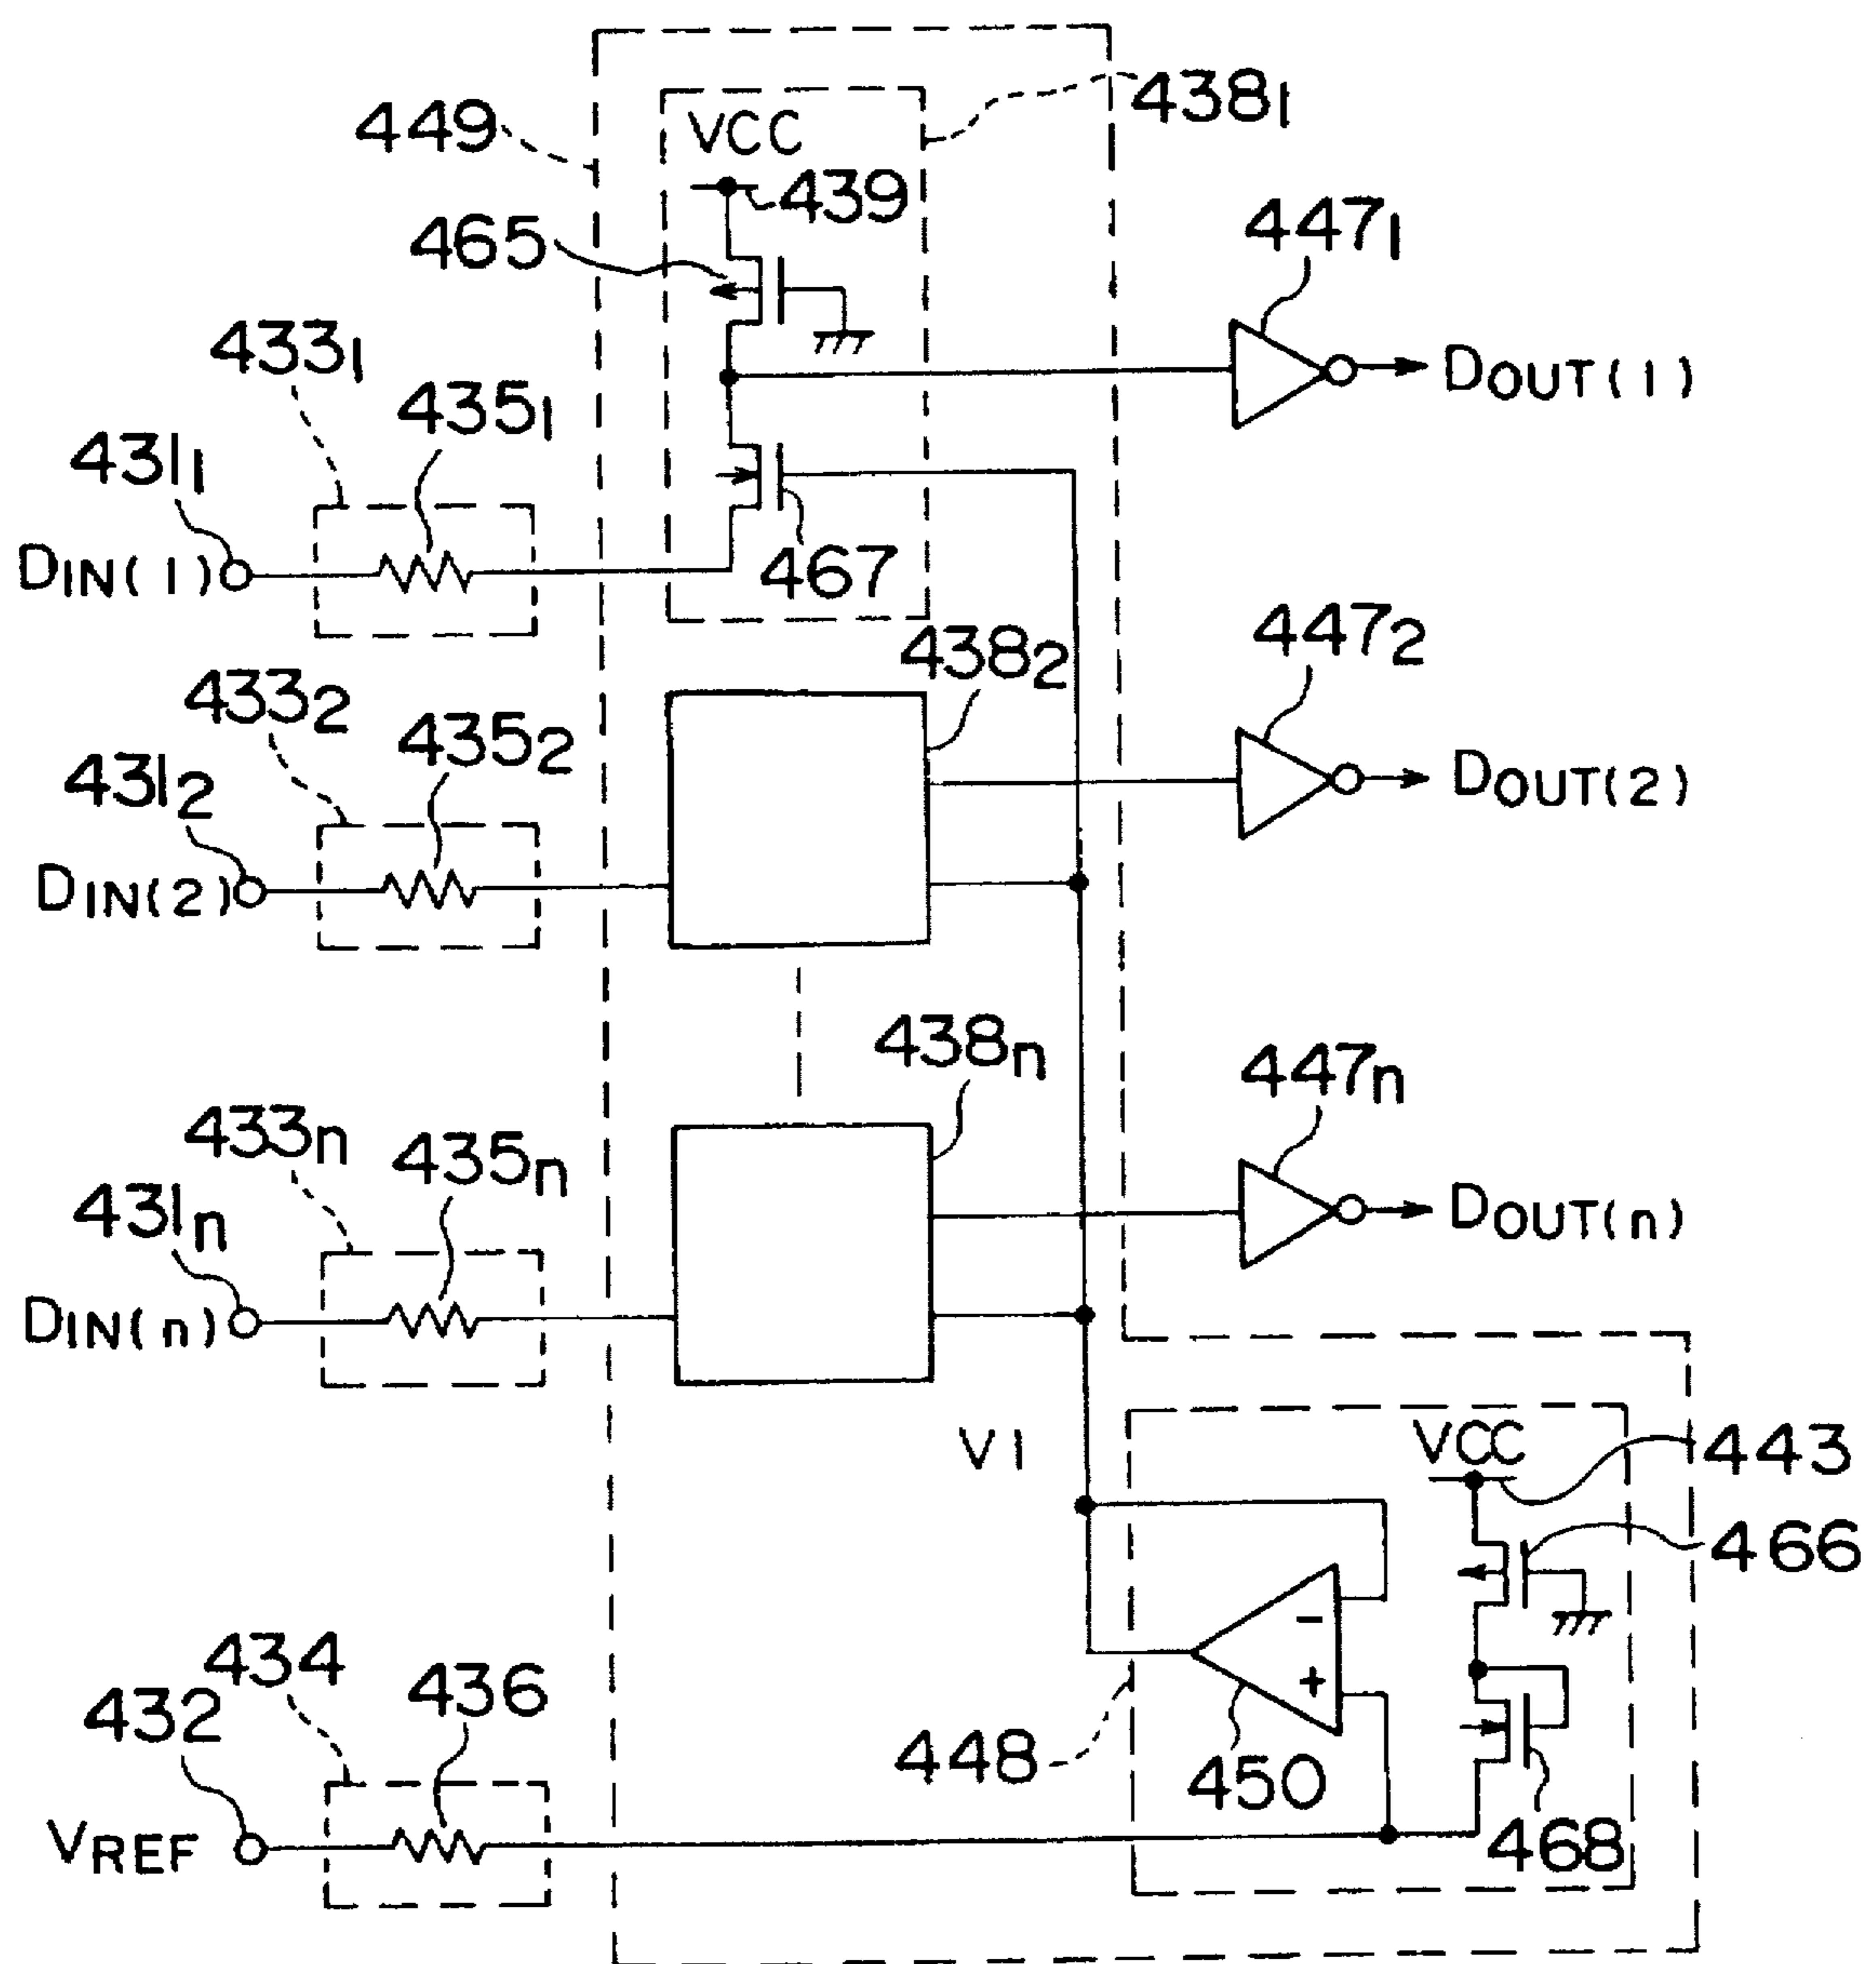 449
438₁
VCC
439
465
447₁
433₁
435₁
DOUT(1)
431₁
DIN(1)
467
438₂
447₂
433₂
435₂
431₂
DOUT(2)
DIN(2)
438n
447n
433n
435n
431n
DOUT(n)
DIN(n)
V1
VCC
443
466
-
+
434
436
432
448
450
468
VREF